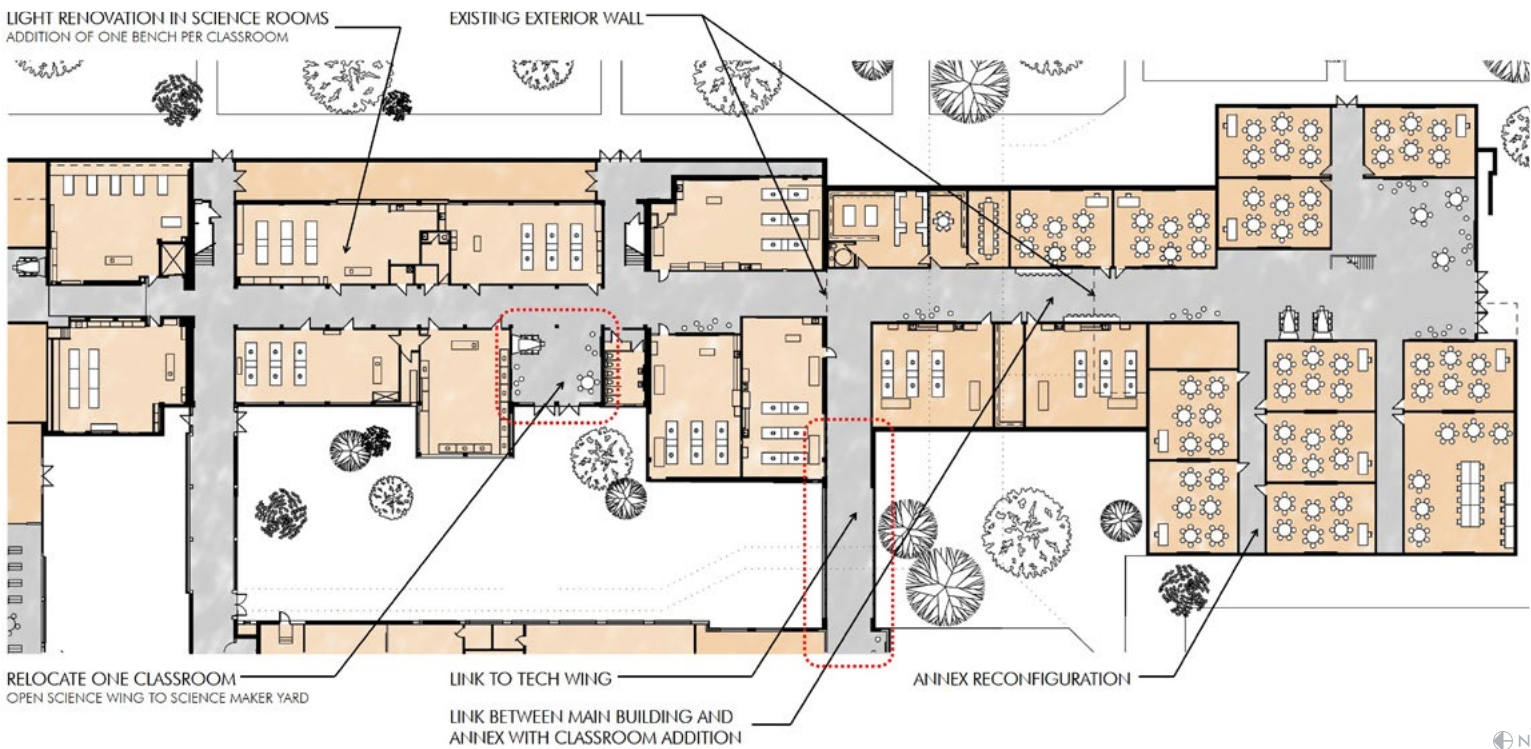 LIGHT RENOVATION IN SCIENCE ROOMS
ADDITION OF ONE BENCH PER CLASSROOM
EXISTING EXTERIOR WALL
RELOCATE ONE CLASSROOM
OPEN SCIENCE WING TO SCIENCE MAKER YARD
LINK TO TECH WING
LINK BETWEEN MAIN BUILDING AND
ANNEX WITH CLASSROOM ADDITION
ANNEX RECONFIGURATION
N